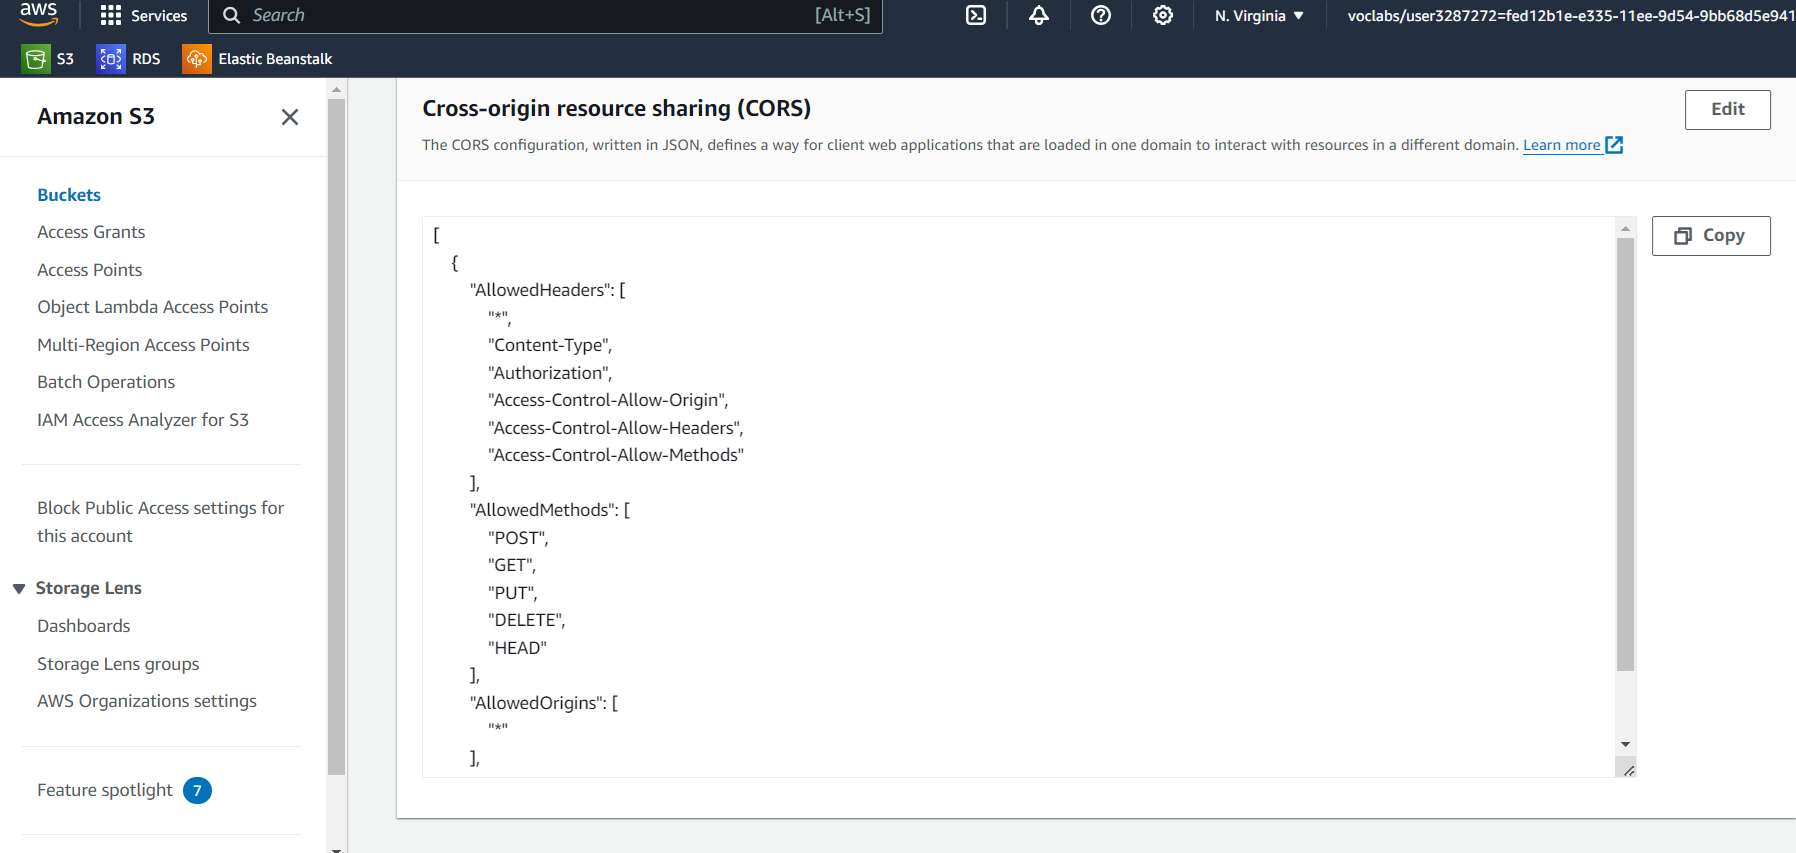 aws
Services
Search
[Alt+S]
N. Virginia
voclabs/user3287272=fed12b1e-e335-11ee-9d54-9bb68d5e941
S3
RDS
Elastic Beanstalk
Amazon S3
Buckets
Access Grants
Access Points
Object Lambda Access Points
Multi-Region Access Points
Batch Operations
IAM Access Analyzer for S3
Block Public Access settings for
this account
Storage Lens
Dashboards
Storage Lens groups
AWS Organizations settings
Feature spotlight 7
Cross-origin resource sharing (CORS)
Edit
The CORS configuration, written in JSON, defines a way for client web applications that are loaded in one domain to interact with resources in a different domain. Learn more
Copy
[
{
"AllowedHeaders": [
"*",
"Content-Type",
"Authorization",
"Access-Control-Allow-Origin",
"Access-Control-Allow-Headers",
"Access-Control-Allow-Methods"
],
"AllowedMethods": [
"POST",
"GET",
"PUT",
"DELETE",
"HEAD"
],
"AllowedOrigins": [
"*"
],